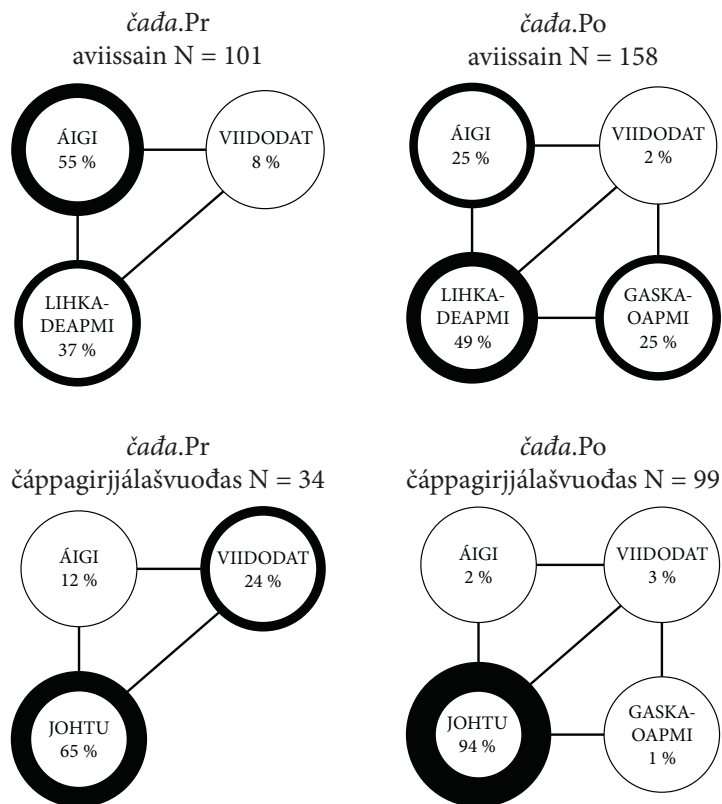 čađa.Pr
aviissain N = 101
ÁIGI
55 %
VIIDODAT
8 %
LIHKA-
DEAPMI
37 %
čađa.Po
aviissain N = 158
ÁIGI
25 %
VIIDODAT
2 %
LIHKA-
DEAPMI
49 %
GASKA-
OAPMI
25 %
čađa.Pr
čáppagirjjálašvuođas N = 34
ÁIGI
12 %
VIIDODAT
24 %
JOHTU
65 %
čađa.Po
čáppagirjjálašvuođas N = 99
ÁIGI
2 %
VIIDODAT
3 %
JOHTU
94 %
GASKA-
OAPMI
1 %